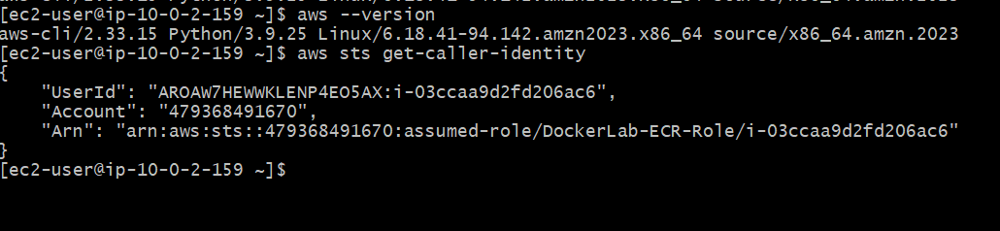 [ec2-user@ip-10-0-2-159 ~]$ aws --version
aws-cli/2.33.15 Python/3.9.25 Linux/6.18.41-94.142.amzn2023.x86_64 source/x86_64.amzn.2023
[ec2-user@ip-10-0-2-159 ~]$ aws sts get-caller-identity
{
    "UserId": "AROAW7HEWWKLENP4EO5AX:i-03ccaa9d2fd206ac6",
    "Account": "479368491670",
    "Arn": "arn:aws:sts::479368491670:assumed-role/DockerLab-ECR-Role/i-03ccaa9d2fd206ac6"
}
[ec2-user@ip-10-0-2-159 ~]$